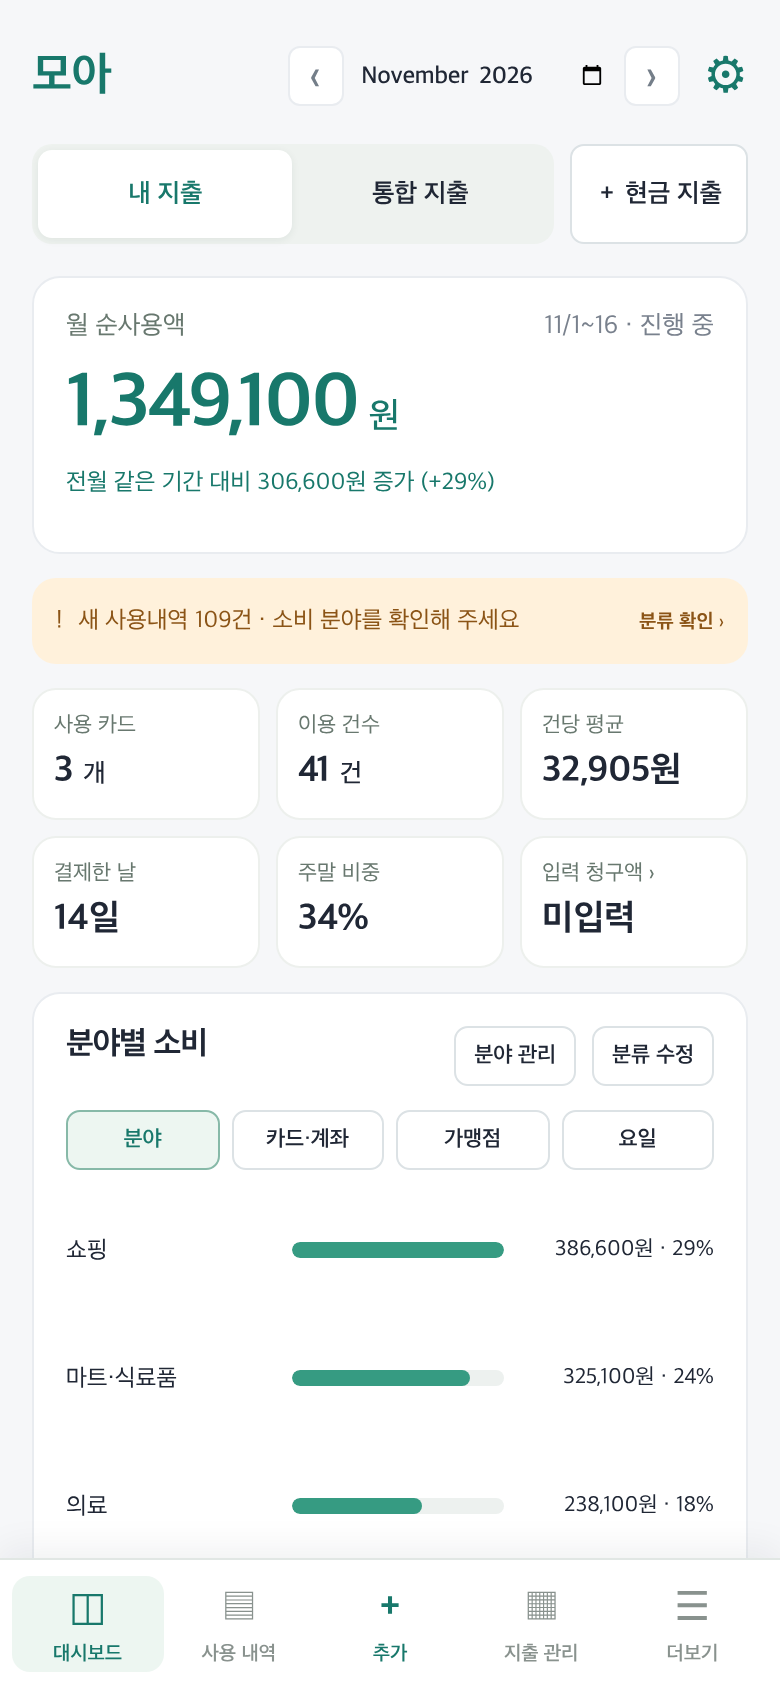 모아
‹ November 2026 ›
내 지출 통합 지출 + 현금 지출
월 순사용액 11/1~16 · 진행 중
1,349,100 원
전월 같은 기간 대비 306,600원 증가 (+29%)
! 새 사용내역 109건 · 소비 분야를 확인해 주세요 분류 확인 ›
사용 카드 이용 건수 건당 평균
3 개 41 건 32,905원
결제한 날 주말 비중 입력 청구액 ›
14일 34% 미입력
분야별 소비 분야 관리 분류 수정
분야 카드·계좌 가맹점 요일
쇼핑 386,600원 · 29%
마트·식료품 325,100원 · 24%
의료 238,100원 · 18%
+
대시보드 사용 내역 추가 지출 관리 더보기